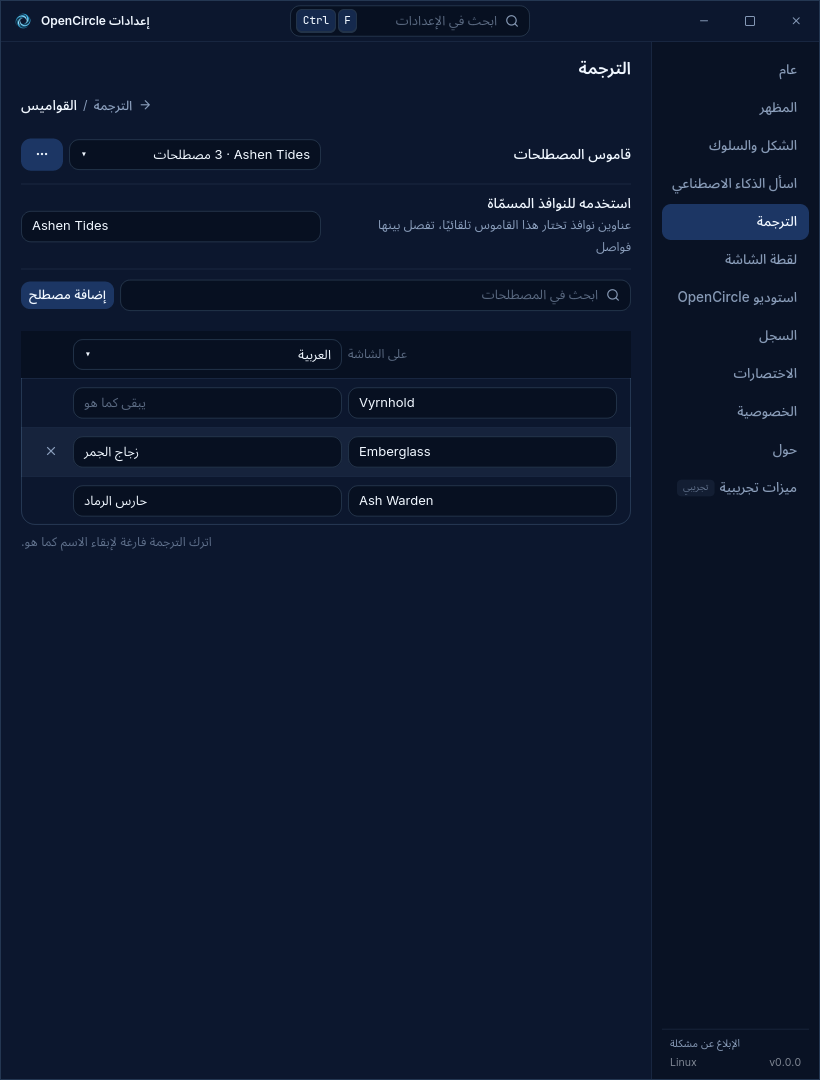 إعدادات OpenCircle
ابحث في الإعدادات
Ctrl F
عام
المظهر
الشكل والسلوك
اسأل الذكاء الاصطناعي
الترجمة
لقطة الشاشة
استوديو OpenCircle
السجل
الاختصارات
الخصوصية
حول
ميزات تجريبية تجريبي
الإبلاغ عن مشكلة
v0.0.0 Linux
الترجمة
الترجمة / القواميس
قاموس المصطلحات
Ashen Tides · 3 مصطلحات
استخدمه للنوافذ المسمّاة
عناوين نوافذ تختار هذا القاموس تلقائيًا، تفصل بينها
فواصل
Ashen Tides
ابحث في المصطلحات
إضافة مصطلح
على الشاشة
العربية
Vyrnhold
يبقى كما هو
Emberglass
زجاج الجمر
Ash Warden
حارس الرماد
اترك الترجمة فارغة لإبقاء الاسم كما هو.